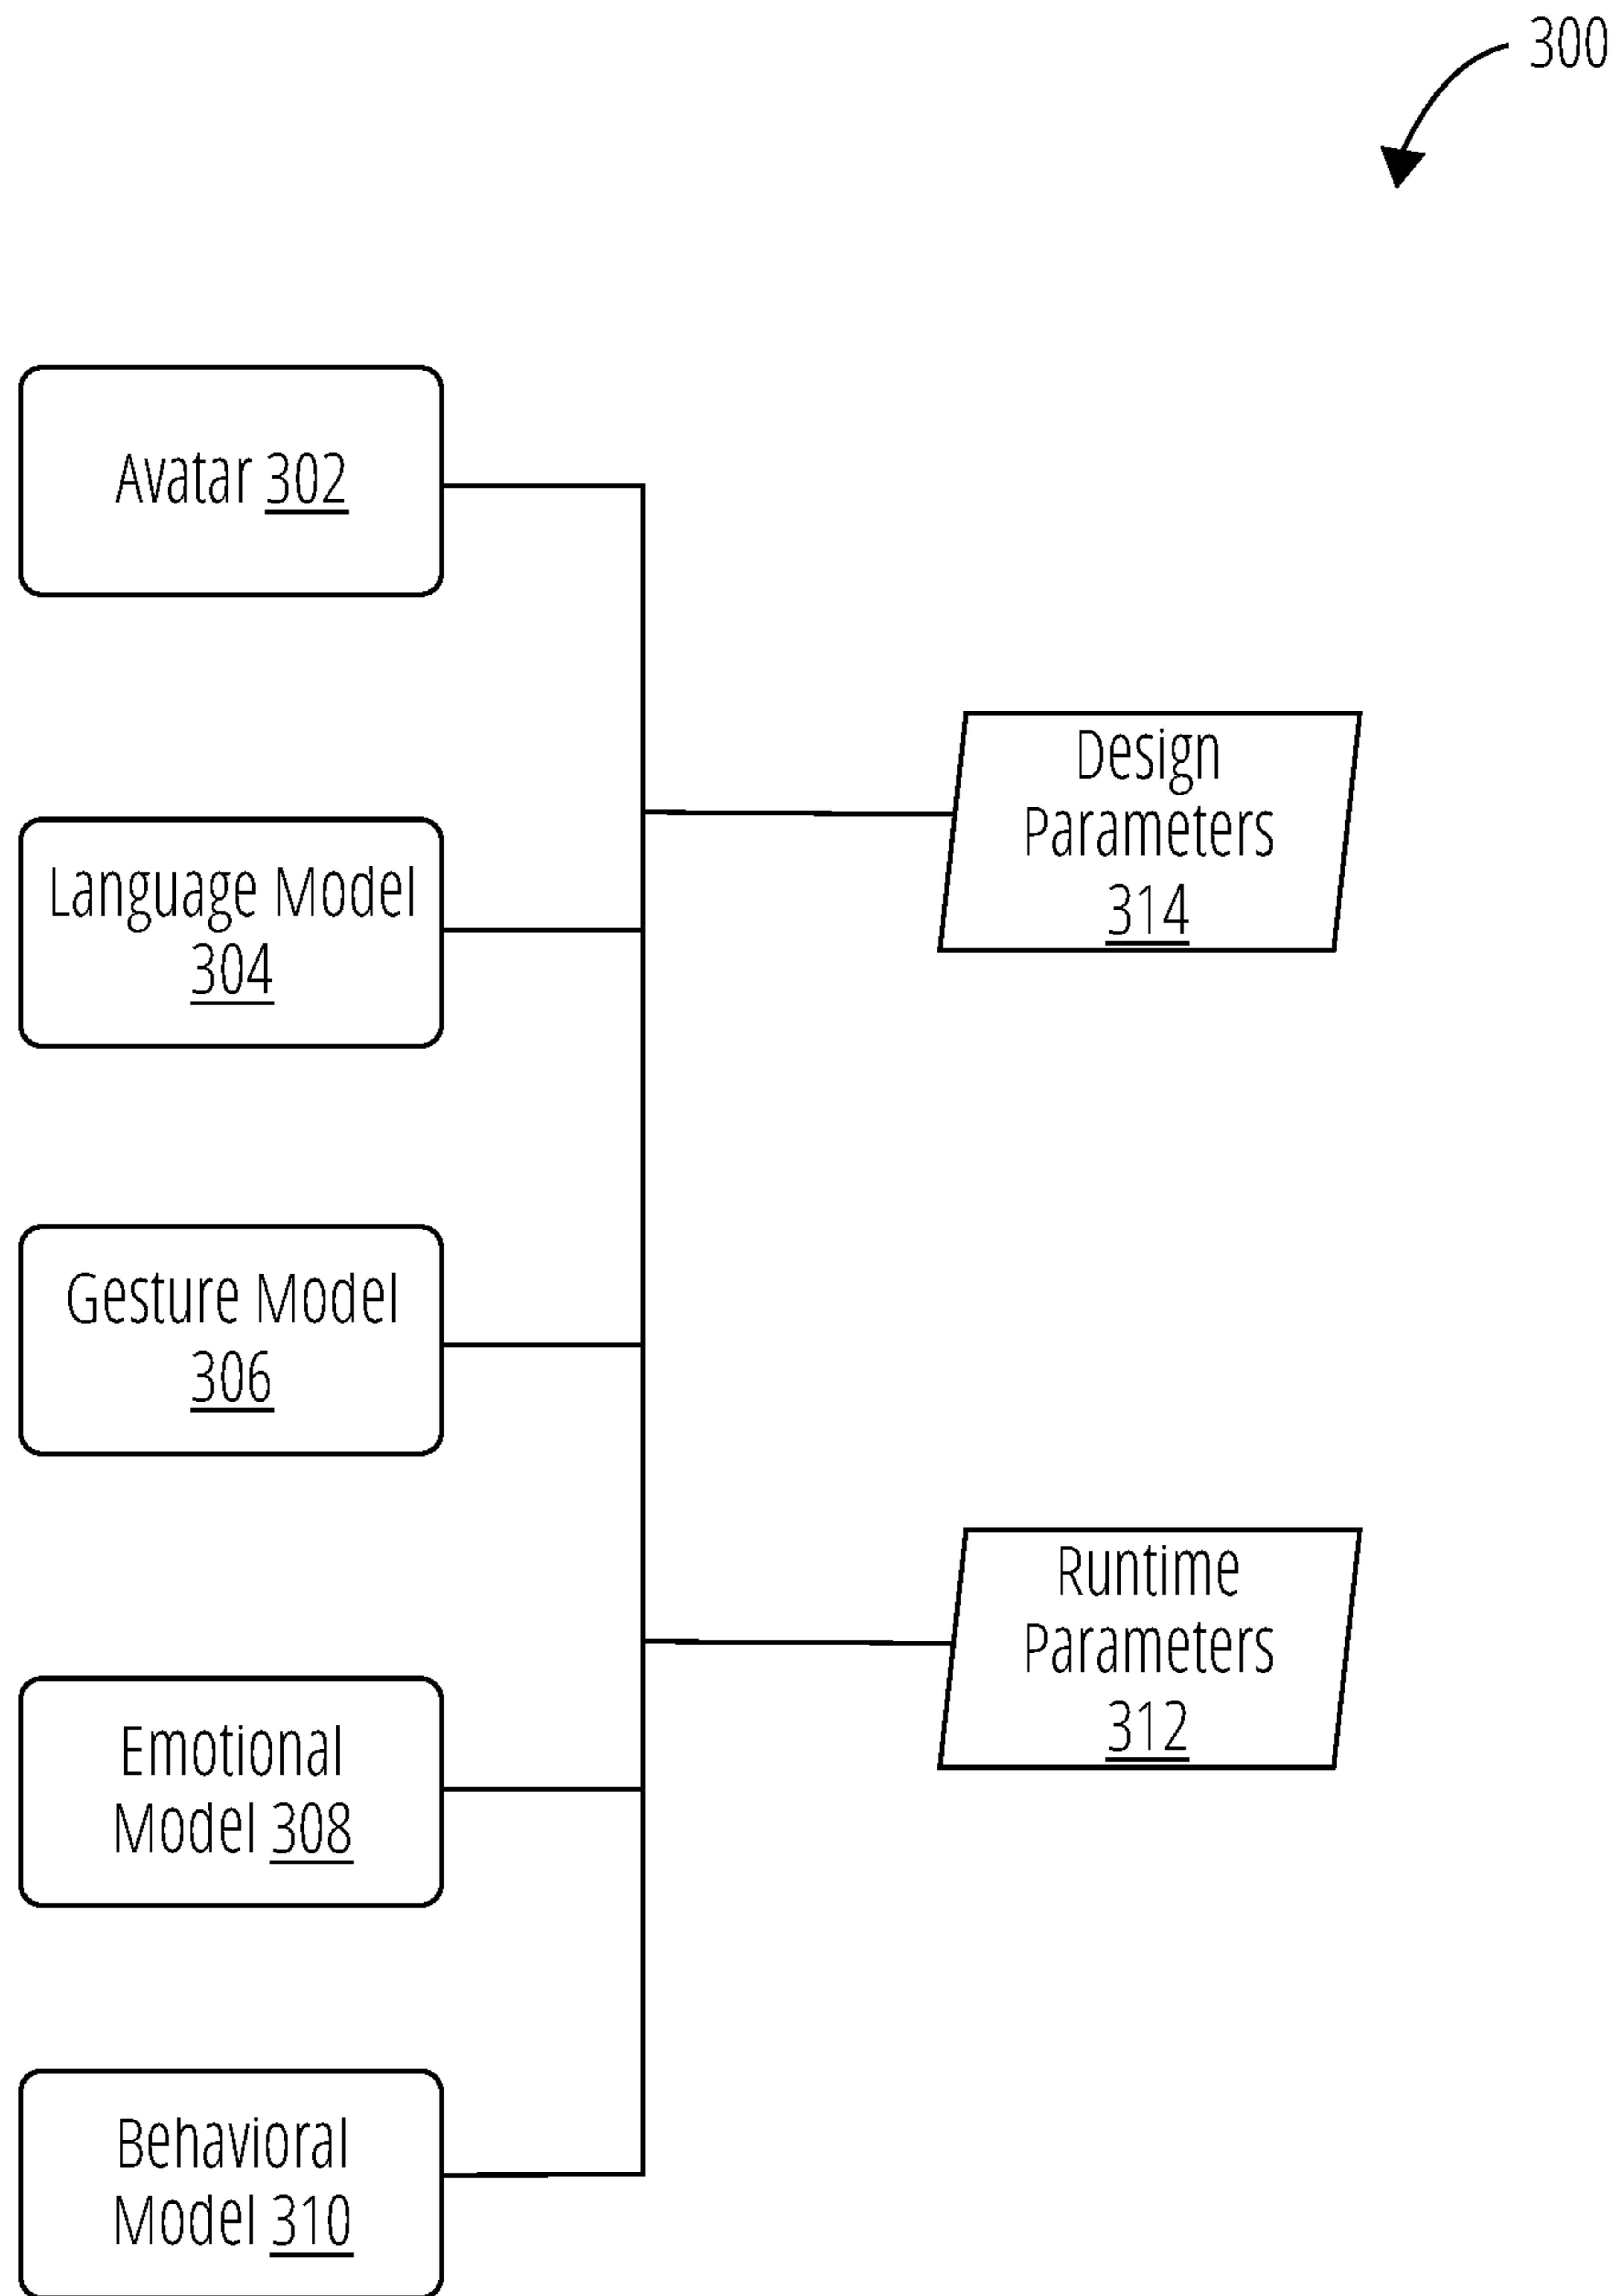 300
Avatar 302
Design
Parameters
314
Language Model
304
Gesture Model
306
Runtime
Parameters
312
Emotional
Model 308
Behavioral
Model 310